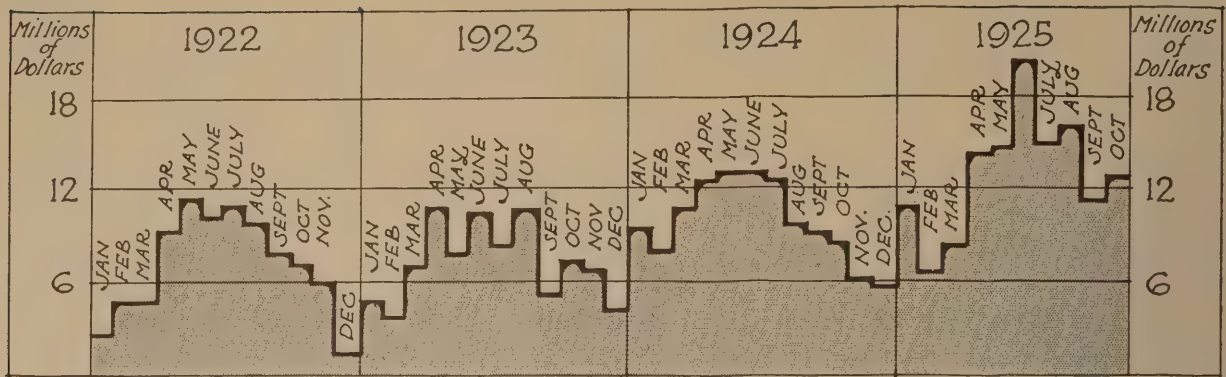 Millions
of
Dollars
1922
1923
1924
1925
Millions
of
Dollars
18
18
12
12
6
6
JAN
FEB
MAR
APR
MAY
JUNE
JULY
AUG
SEPT
OCT
NOV.
DEC
JAN
FEB
MAR.
APR.
MAY.
JUNE
JULY
AUG
SEPT
OCT
NOV
DEC
JAN
FEB
MAR.
APR
MAY
JUNE
JULY
AUG
SEPT
OCT
NOV.
DEC.
JAN
FEB
MAR
APR
MAY
JULY
AUG
SEPT
OCT